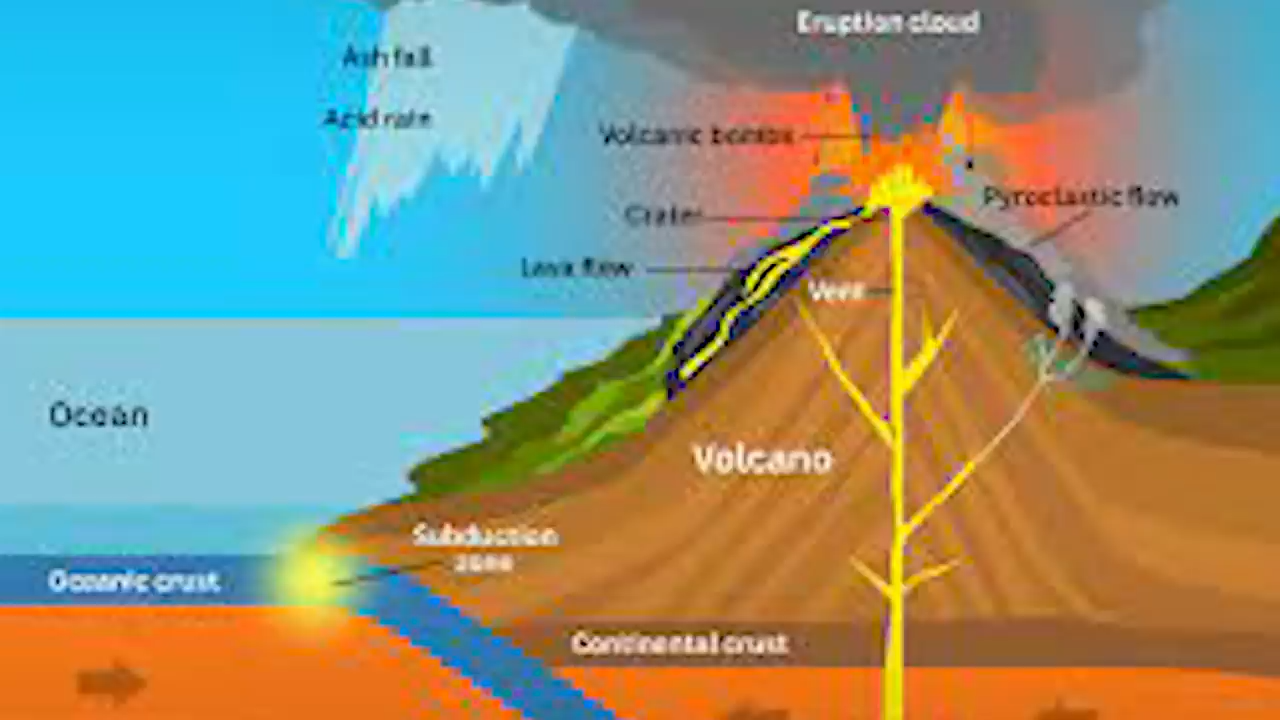 Eruption cloud
Ash fall
Acid rain
Volcanic bombs
Pyroclastic flow
Crater
Lava flow
Vent
Ocean
Volcano
Subduction
zone
Oceanic crust
Continental crust